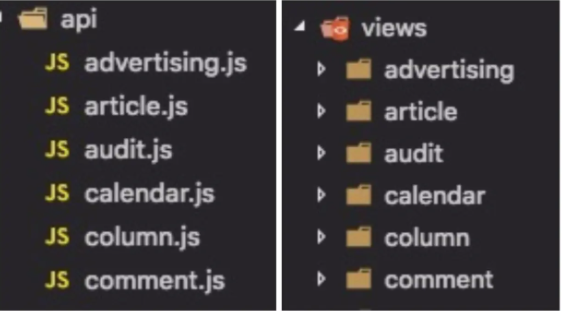 api
JS advertising.js
JS article.js
JS audit.js
JS calendar.js
JS column.js
JS comment.js
views
advertising
article
audit
calendar
column
comment